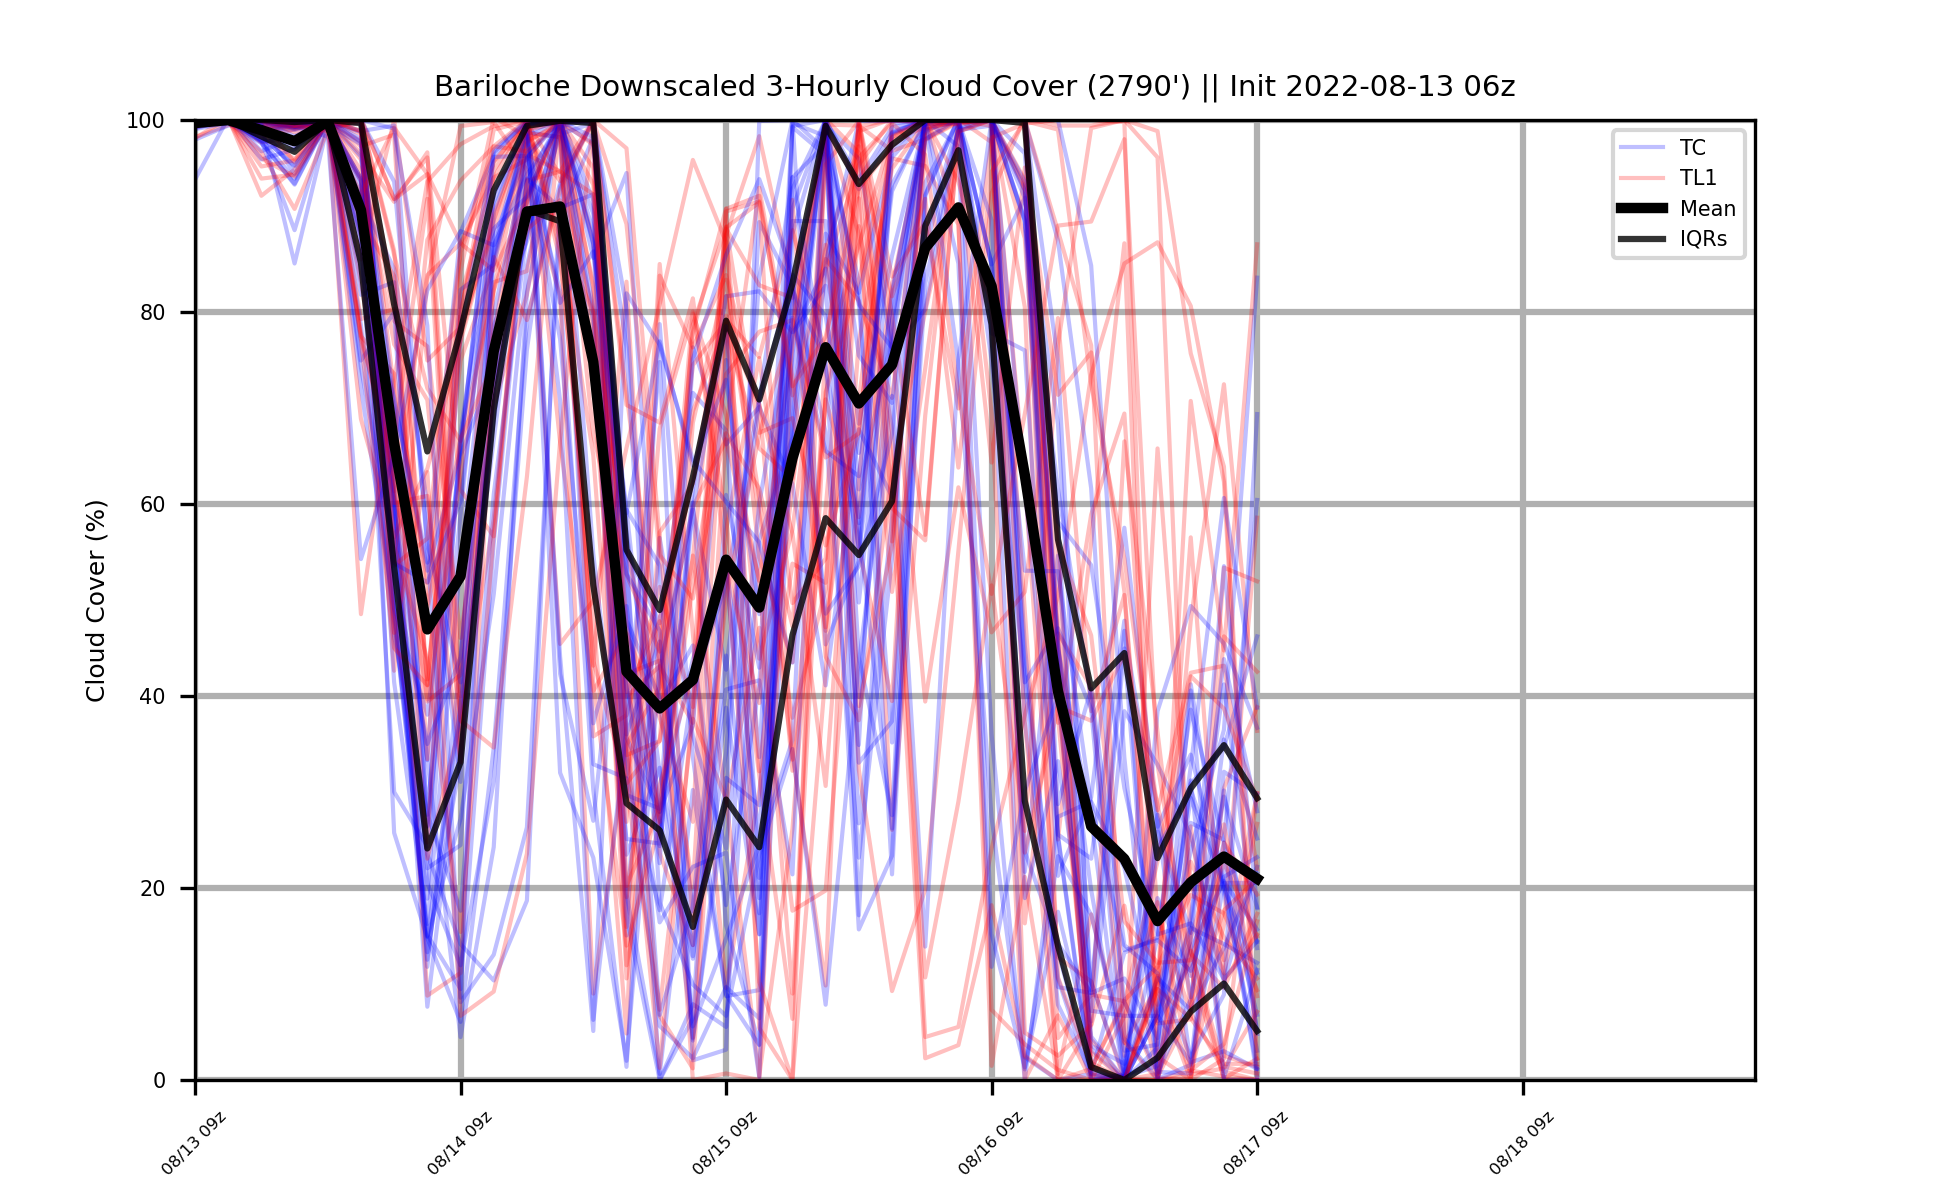 Bariloche Downscaled 3-Hourly Cloud Cover (2790') || Init 2022-08-13 06z
Cloud Cover (%)
100
80
60
40
20
0
TC
TL1
Mean
IQRs
08/13 09z
08/14 09z
08/15 09z
08/16 09z
08/17 09z
08/18 09z